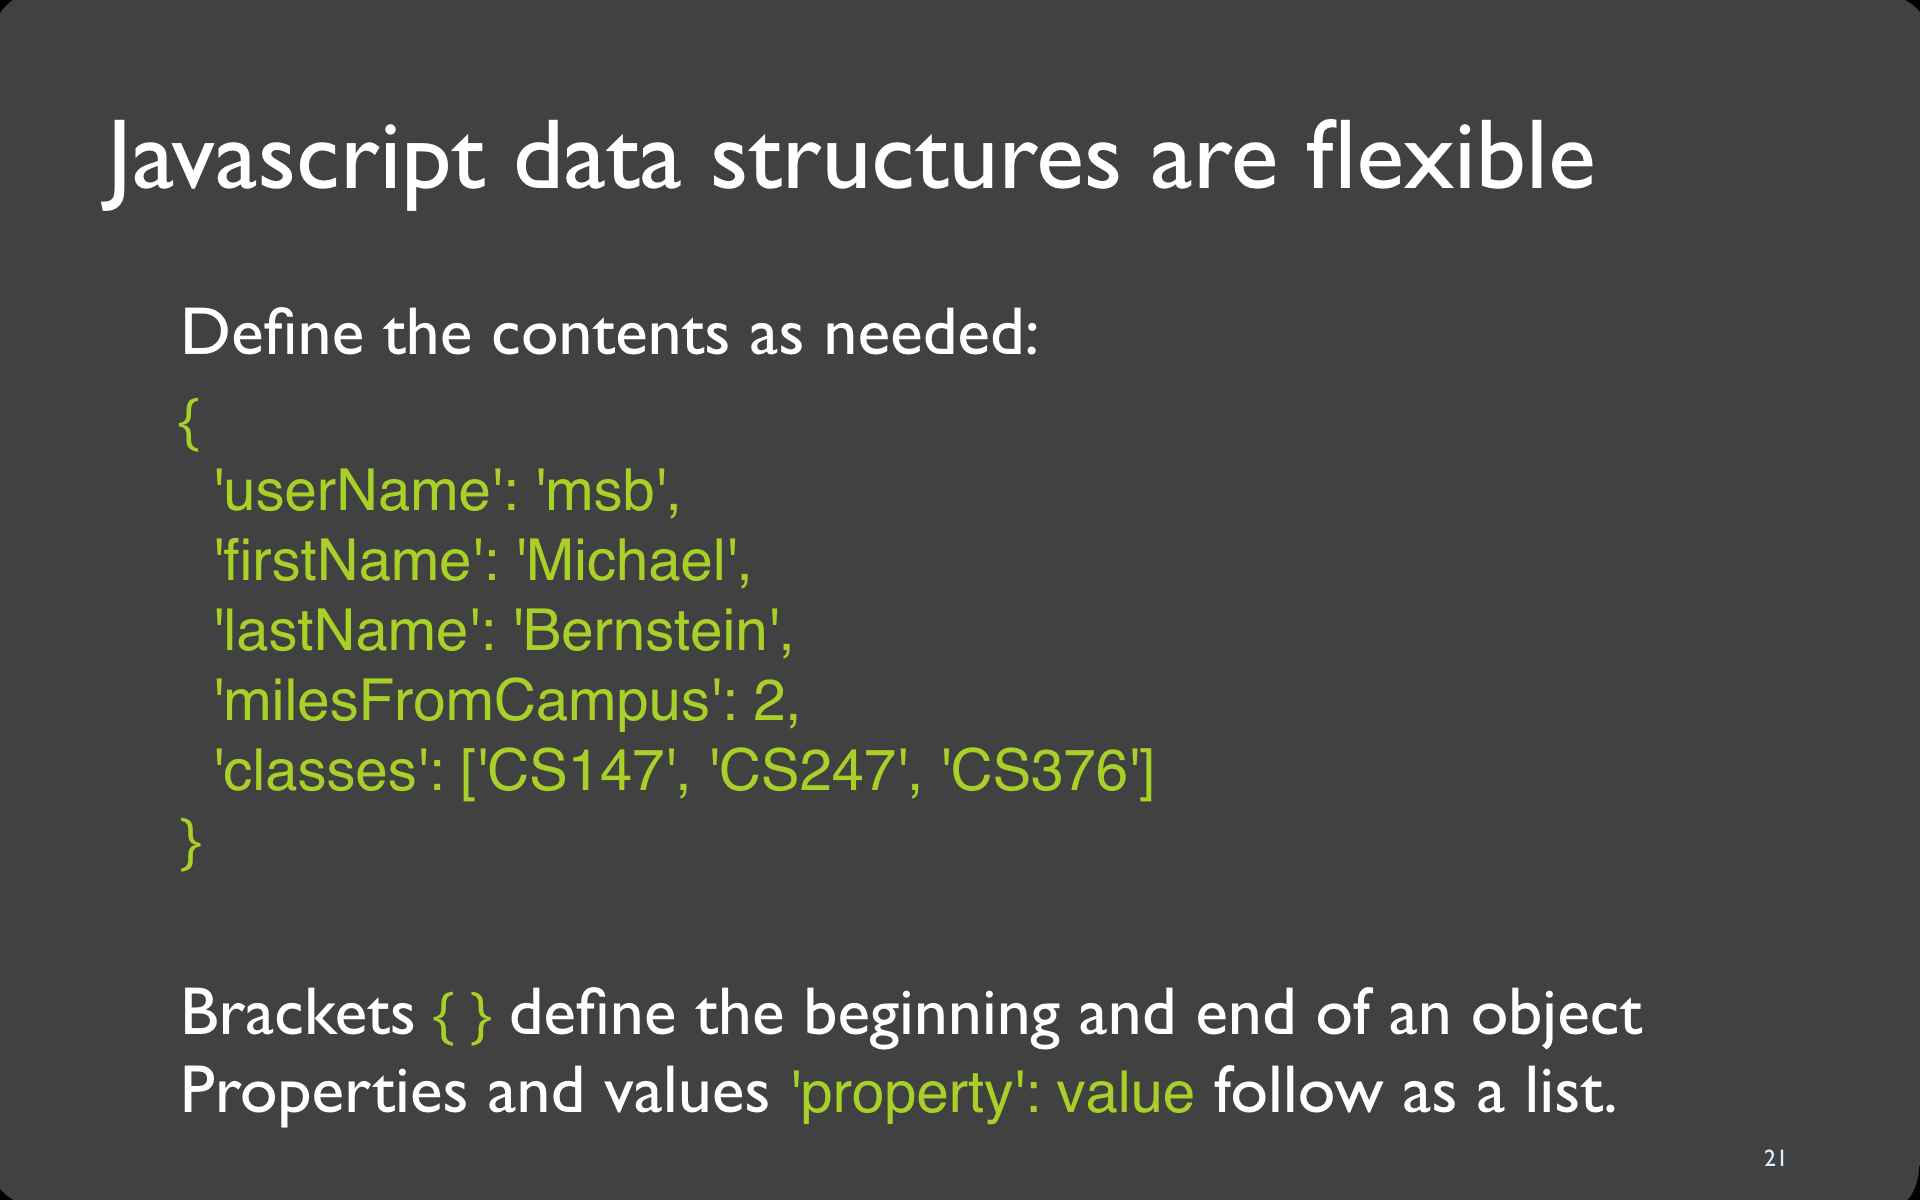 Javascript data structures are flexible
Define the contents as needed:
{
'userName': 'msb',
'firstName': 'Michael',
'lastName': 'Bernstein',
'milesFromCampus': 2,
'classes': ['CS147', 'CS247', 'CS376']
}
Brackets { } define the beginning and end of an object
Properties and values 'property': value follow as a list.
21